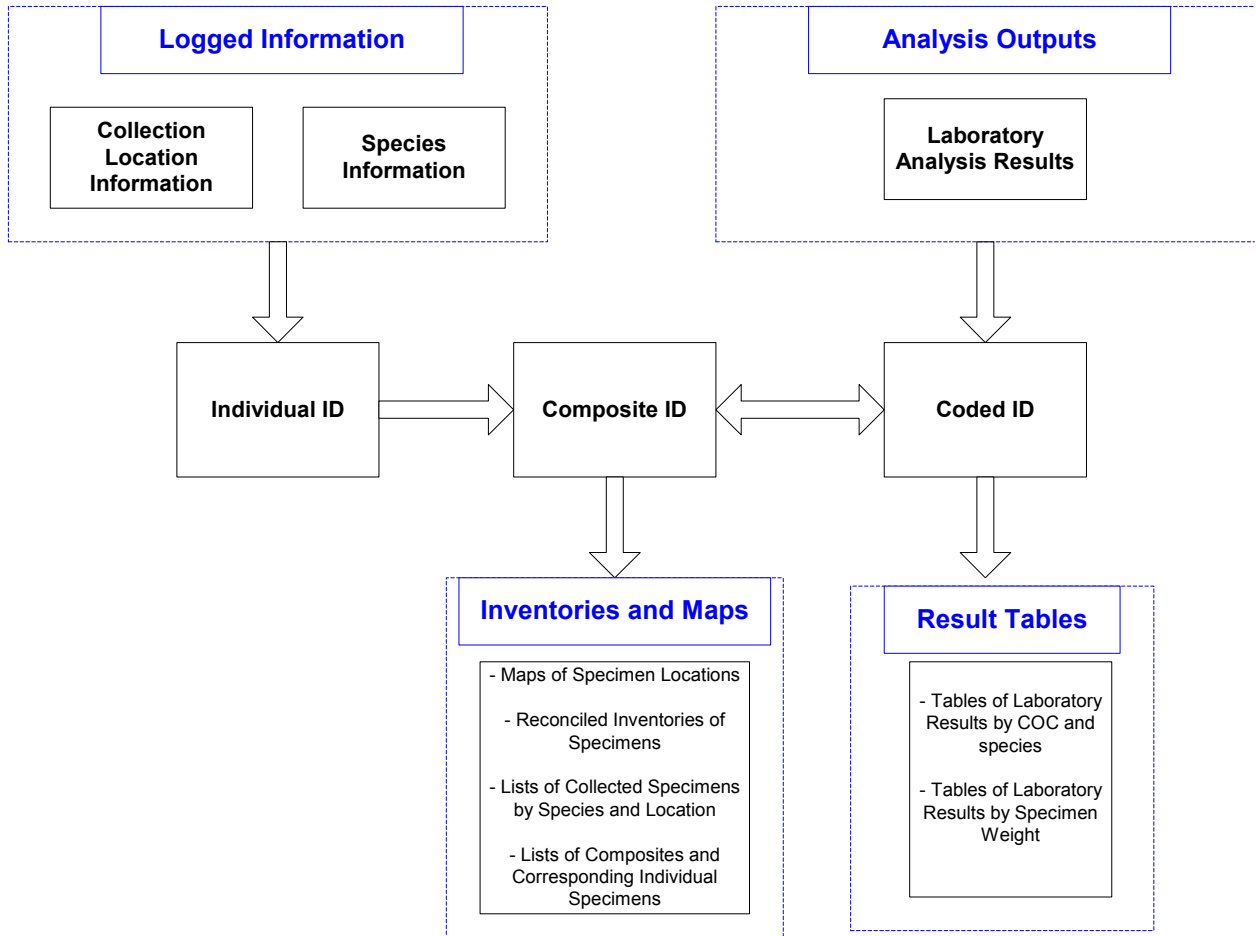 Logged Information
Collection
Location
Information
Species
Information
Analysis Outputs
Laboratory
Analysis Results
Individual ID
Composite ID
Coded ID
Inventories and Maps
- Maps of Specimen Locations
- Reconciled Inventories of
Specimens
- Lists of Collected Specimens
by Species and Location
- Lists of Composites and
Corresponding Individual
Specimens
Result Tables
- Tables of Laboratory
Results by COC and
species
- Tables of Laboratory
Results by Specimen
Weight